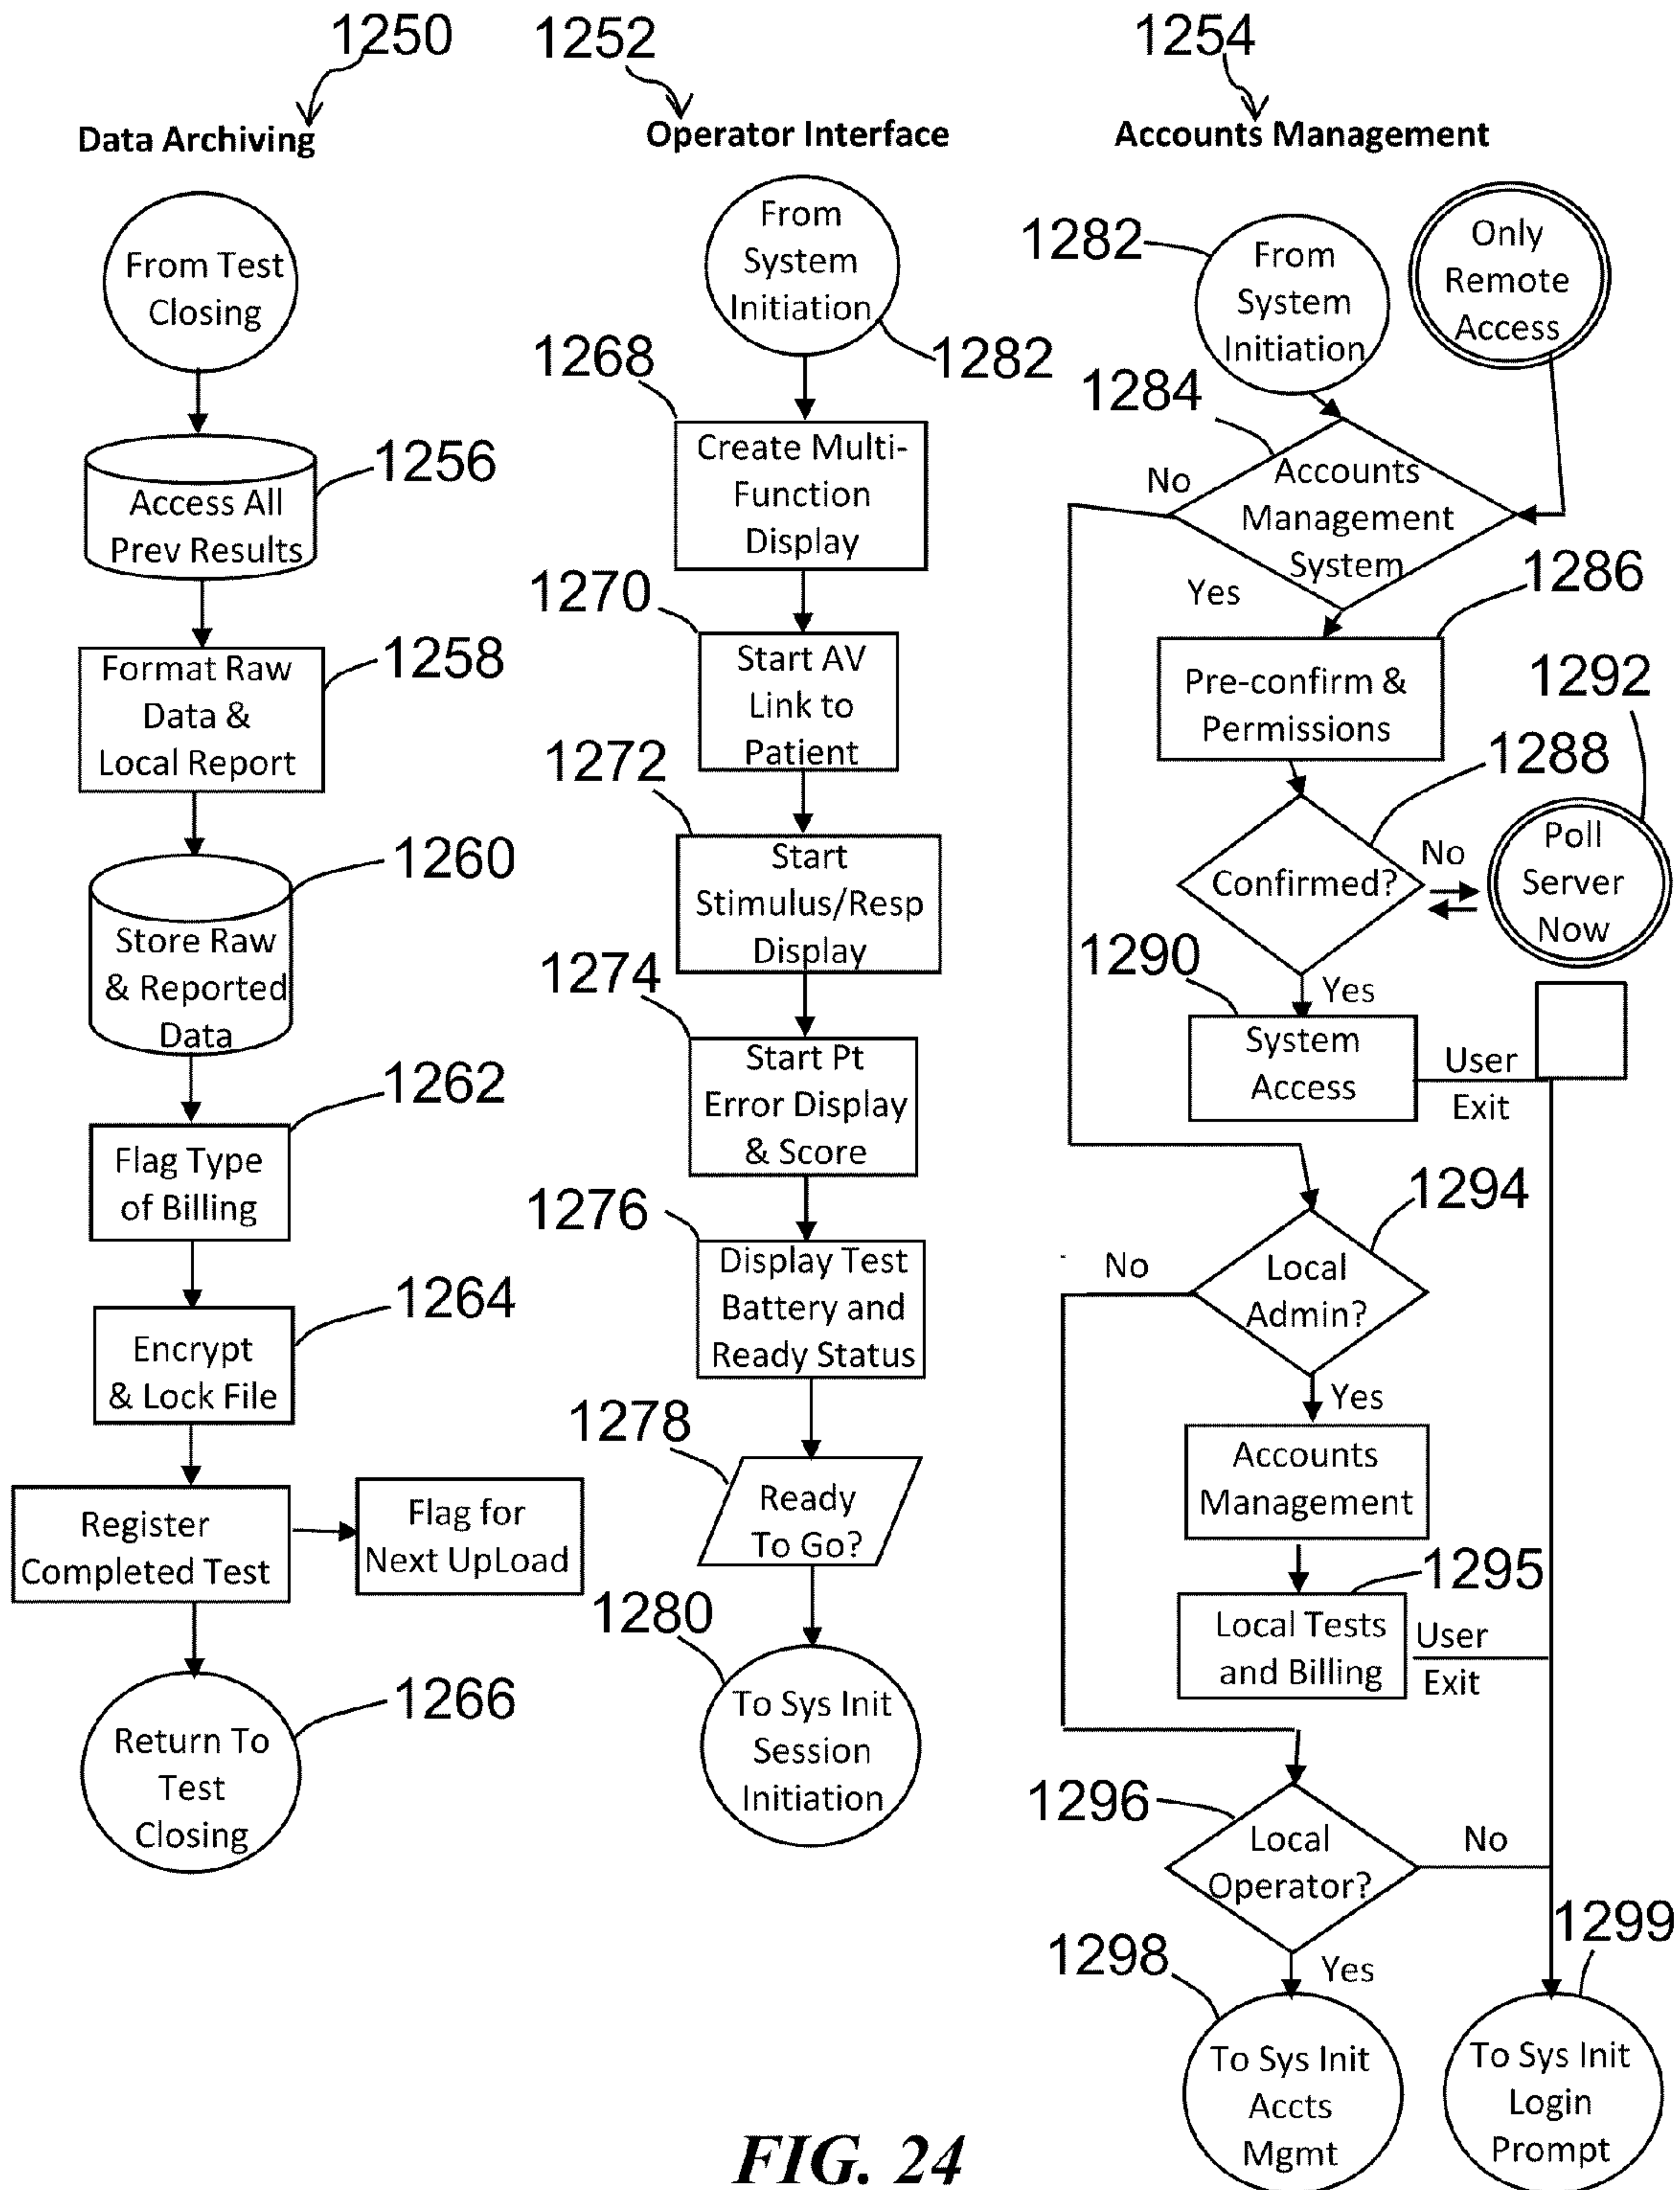 1250
Data Archiving
From Test
Closing
1256
Access All
Prev Results
1258
Format Raw
Data &
Local Report
1260
Store Raw
& Reported
Data
1262
Flag Type
of Billing
1264
Encrypt
& Lock File
Register
Completed Test
Flag for
Next UpLoad
1266
Return To
Test
Closing
1252
Operator Interface
From
System
Initiation
1282
1268
Create Multi-
Function
Display
1270
Start AV
Link to
Patient
1272
Start
Stimulus/Resp
Display
1274
Start Pt
Error Display
& Score
1276
Display Test
Battery and
Ready Status
1278
Ready
To Go?
1280
To Sys Init
Session
Initiation
1254
Accounts Management
1282
From
System
Initiation
Only
Remote
Access
1284
No
Accounts
Management
System
Yes
1286
Pre-confirm &
Permissions
1292
1288
Confirmed?
No
Poll
Server
Now
1290
Yes
System
Access
User
Exit
1294
No
Local
Admin?
Yes
Accounts
Management
1295
Local Tests
and Billing
User
Exit
1296
Local
Operator?
No
1298
Yes
1299
To Sys Init
Accts
Mgmt
To Sys Init
Login
Prompt
FIG. 24